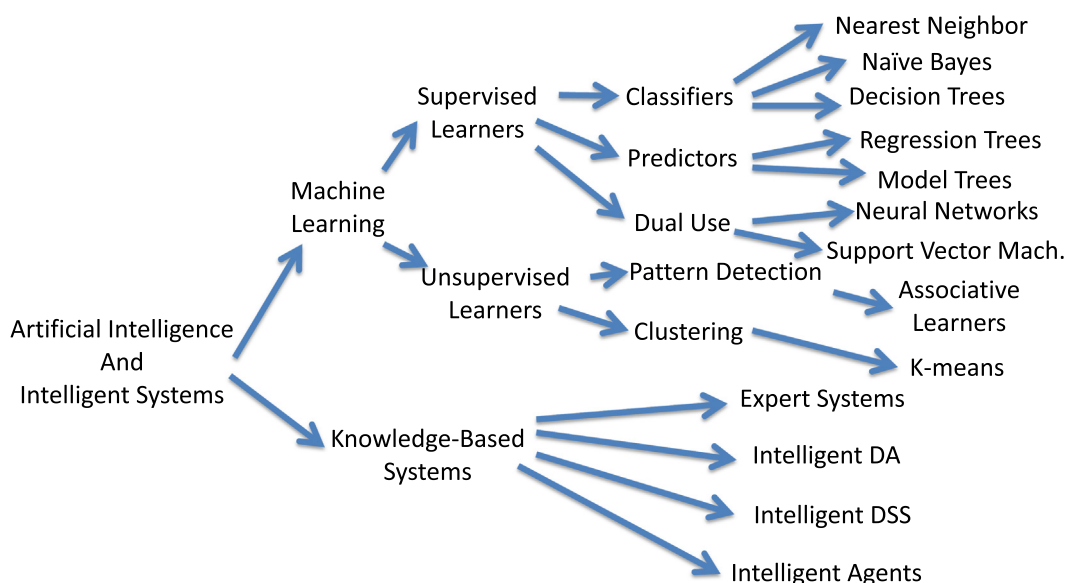 Nearest Neighbor
Naïve Bayes
Supervised
Learners
Classifiers
Decision Trees
Regression Trees
Predictors
Model Trees
Machine
Learning
Neural Networks
Dual Use
Support Vector Mach.
Unsupervised
Learners
Pattern Detection
Associative
Learners
Clustering
Artificial Intelligence
And
Intelligent Systems
K-means
Expert Systems
Knowledge-Based
Systems
Intelligent DA
Intelligent DSS
Intelligent Agents